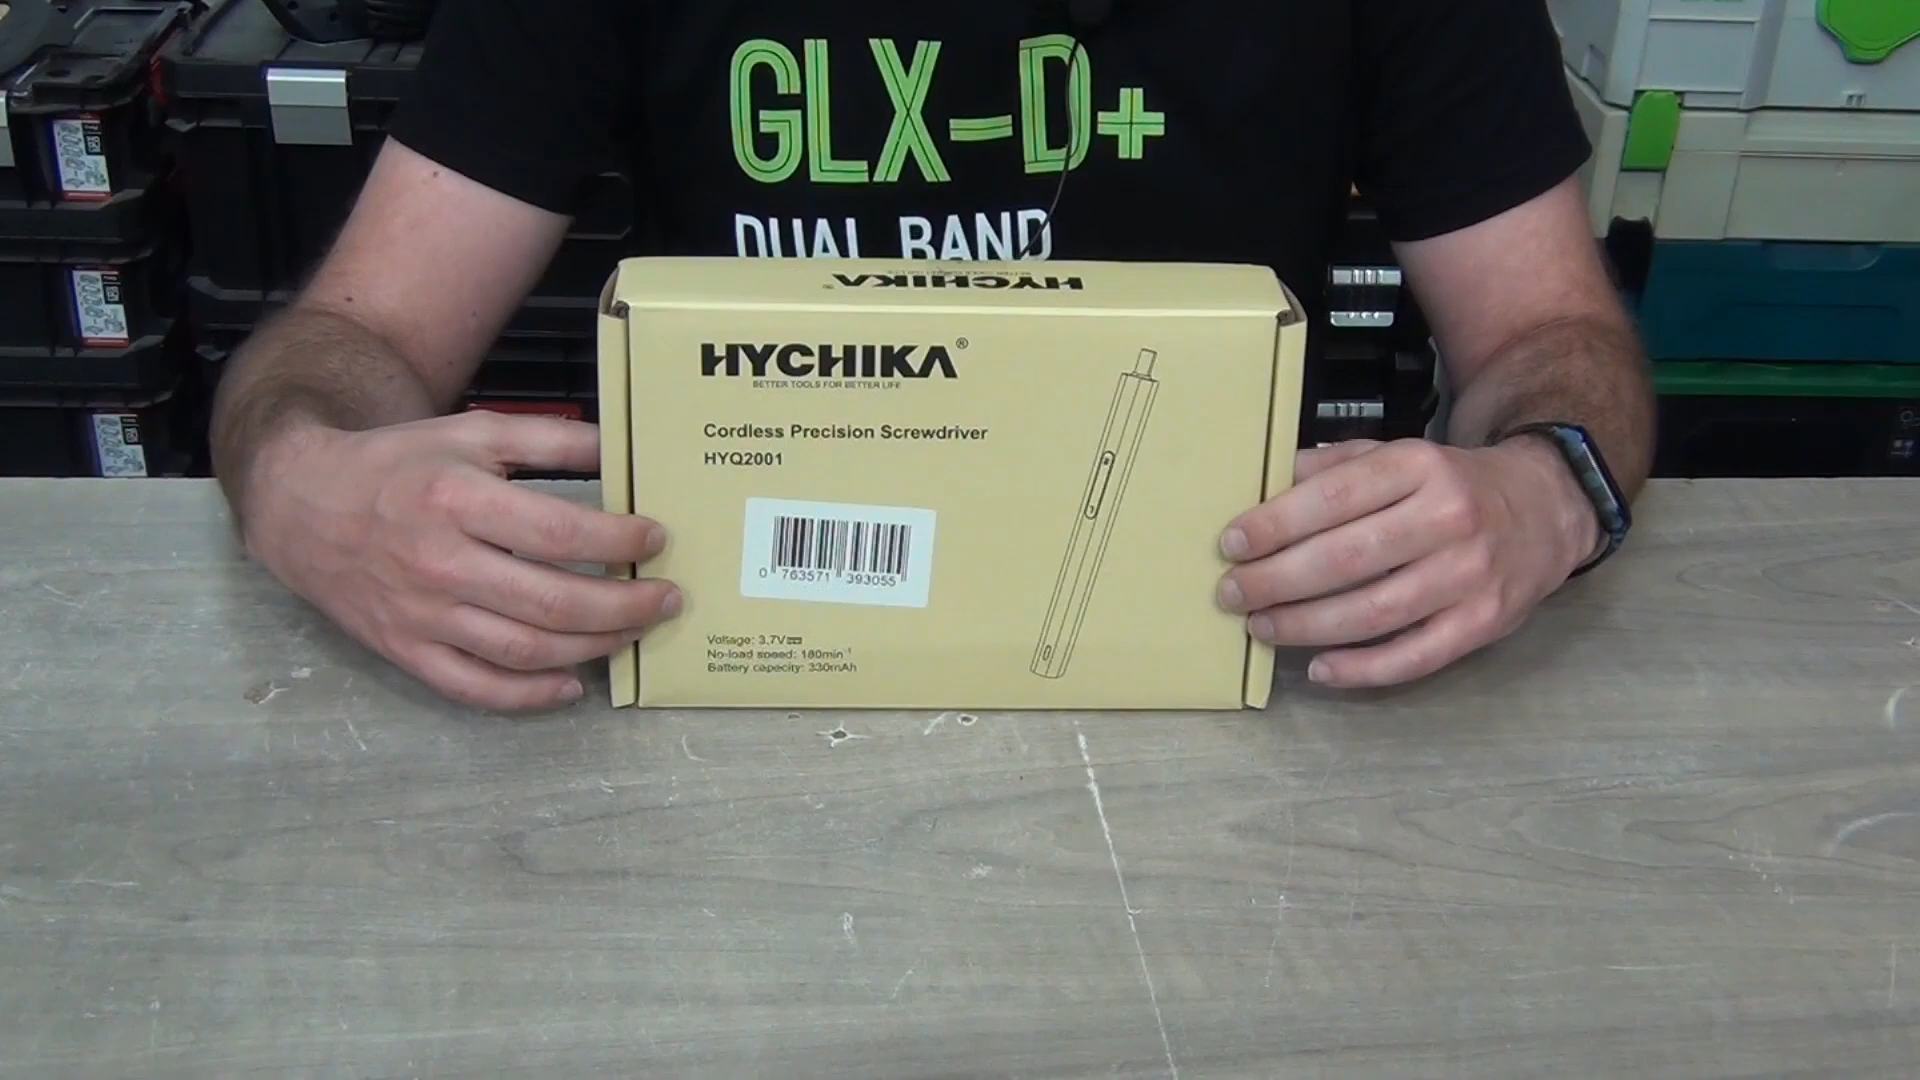 GLX-D+
DUAL BAND
HYCHIKA®
HYCHIKA®
BETTER TOOLS FOR BETTER LIFE
Cordless Precision Screwdriver
HYQ2001
0 763571 393055
Voltage: 3.7V
No-load speed: 180min⁻¹
Battery capacity: 330mAh